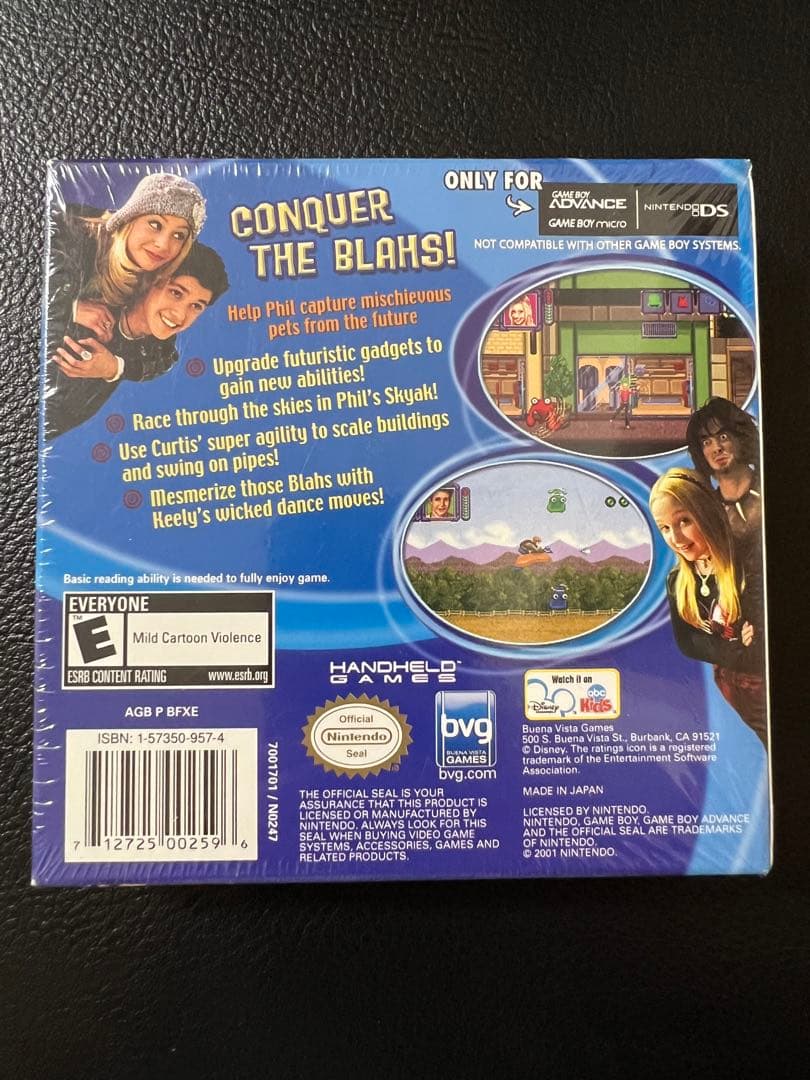 ONLY FOR
GAME BOY
ADVANCE
GAME BOY micro
NINTENDO DS
NOT COMPATIBLE WITH OTHER GAME BOY SYSTEMS.
CONQUER
THE BLAHS!
Help Phil capture mischievous
pets from the future
Upgrade futuristic gadgets to
gain new abilities!
Race through the skies in Phil's Skyak!
Use Curtis' super agility to scale buildings
and swing on pipes!
Mesmerize those Blahs with
Keely's wicked dance moves!
Basic reading ability is needed to fully enjoy game.
EVERYONE
TM
E
Mild Cartoon Violence
ESRB CONTENT RATING www.esrb.org
AGB P BFXE
ISBN: 1-57350-957-4
7 12725 00259 6
7001701 / N0247
HANDHELD™
GAMES
Official
Nintendo
Seal
bvg
BUENA VISTA
GAMES
bvg.com
THE OFFICIAL SEAL IS YOUR
ASSURANCE THAT THIS PRODUCT IS
LICENSED OR MANUFACTURED BY
NINTENDO. ALWAYS LOOK FOR THIS
SEAL WHEN BUYING VIDEO GAME
SYSTEMS, ACCESSORIES, GAMES AND
RELATED PRODUCTS.
Watch it on
Disney
CHANNEL
abc
Kids
Buena Vista Games
500 S. Buena Vista St., Burbank, CA 91521
© Disney. The ratings icon is a registered
trademark of the Entertainment Software
Association.
MADE IN JAPAN
LICENSED BY NINTENDO.
NINTENDO, GAME BOY, GAME BOY ADVANCE
AND THE OFFICIAL SEAL ARE TRADEMARKS
OF NINTENDO.
© 2001 NINTENDO.